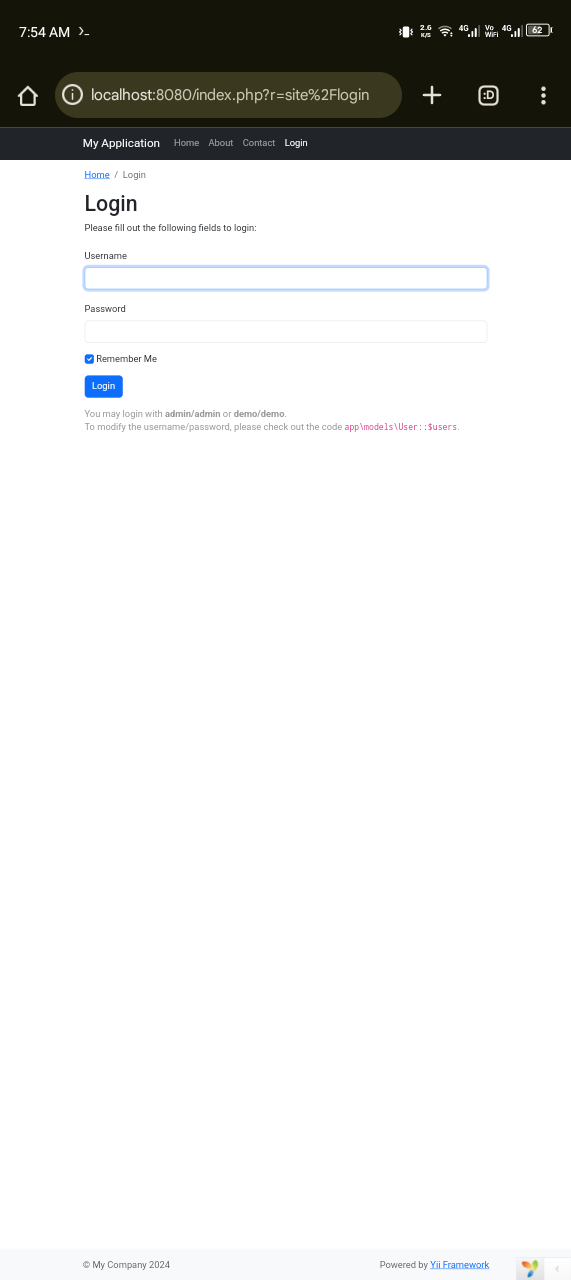 7:54 AM
2.6 K/S 4G Vo WiFi 4G 62
localhost:8080/index.php?r=site%2Flogin
:D
My Application Home About Contact Login
Home / Login
Login
Please fill out the following fields to login:
Username
Password
Remember Me
Login
You may login with admin/admin or demo/demo.
To modify the username/password, please check out the code app\models\User::$users.
© My Company 2024 Powered by Yii Framework